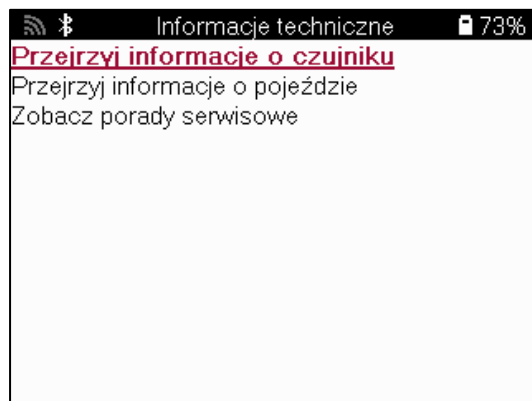 Informacje techniczne 73%
Przejrzyj informacje o czujniku
Przejrzyj informacje o pojeździe
Zobacz porady serwisowe